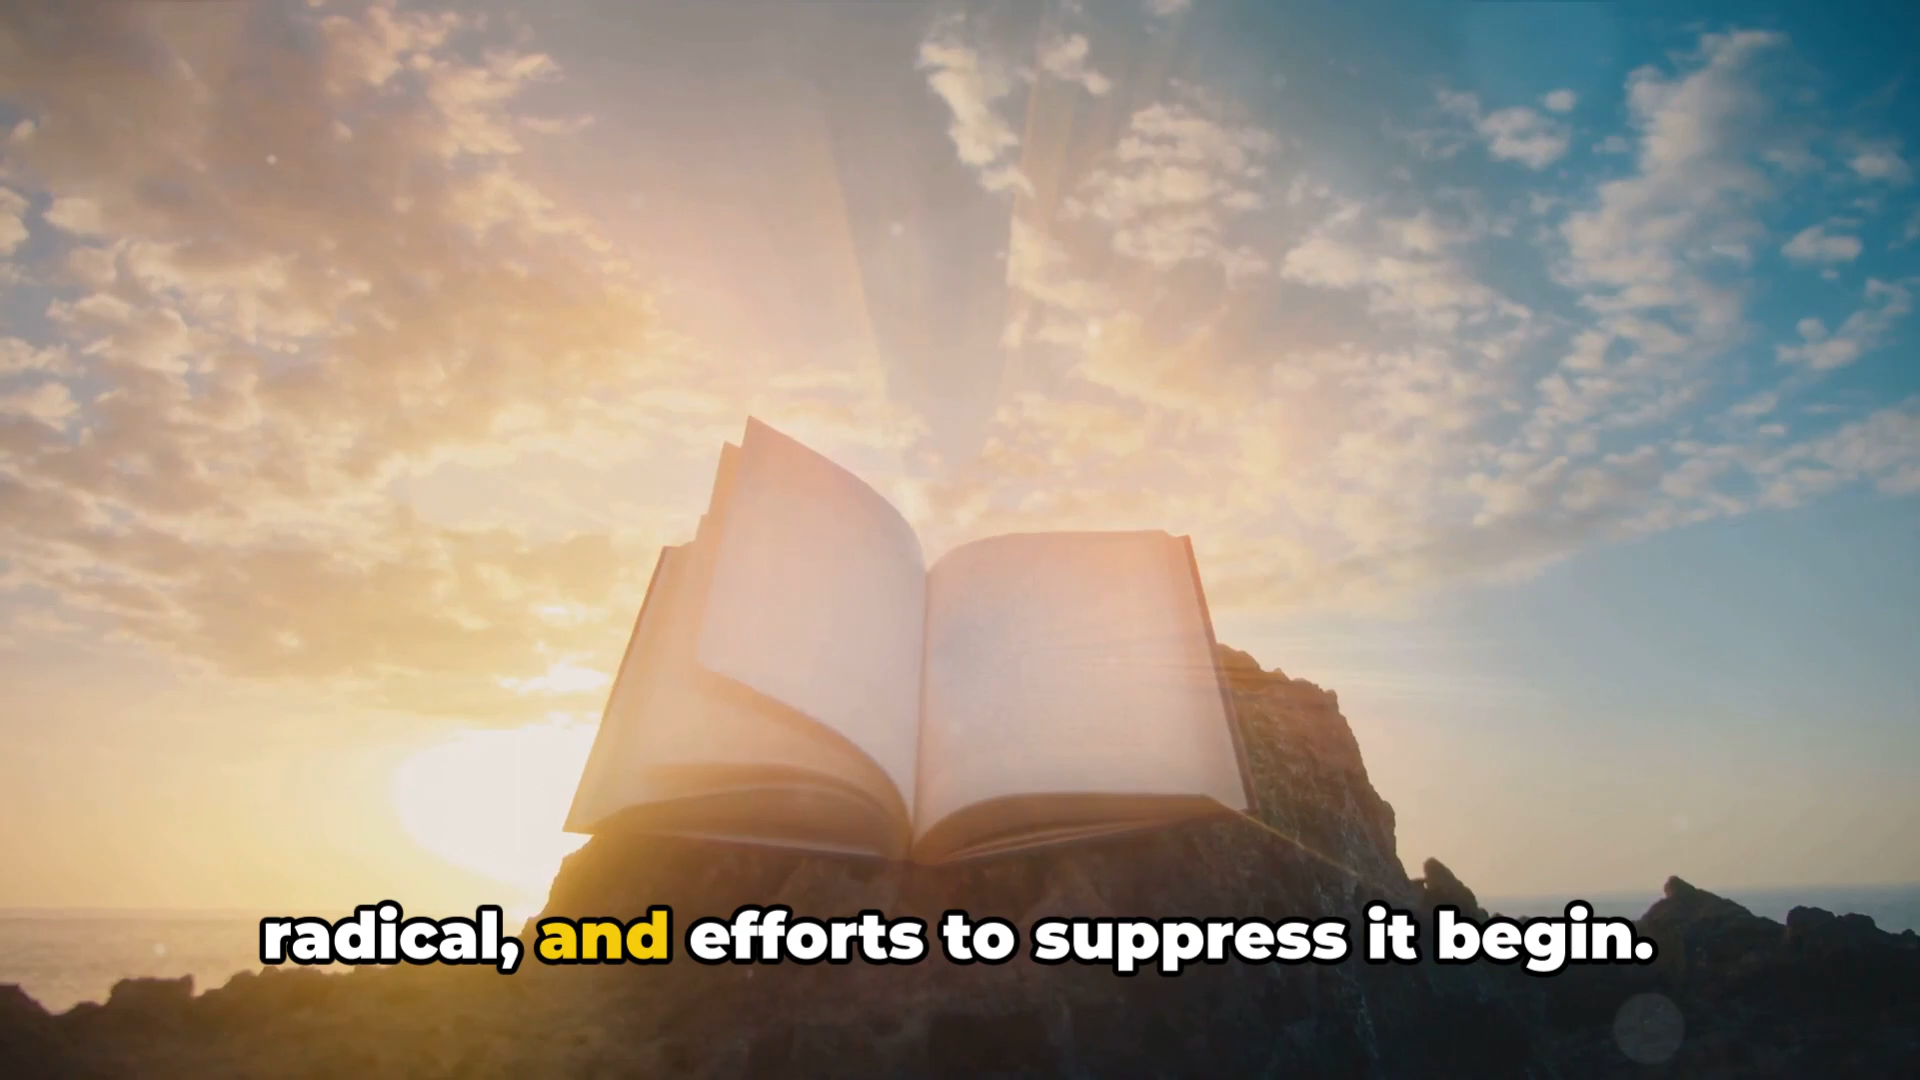 radical, and efforts to suppress it begin.